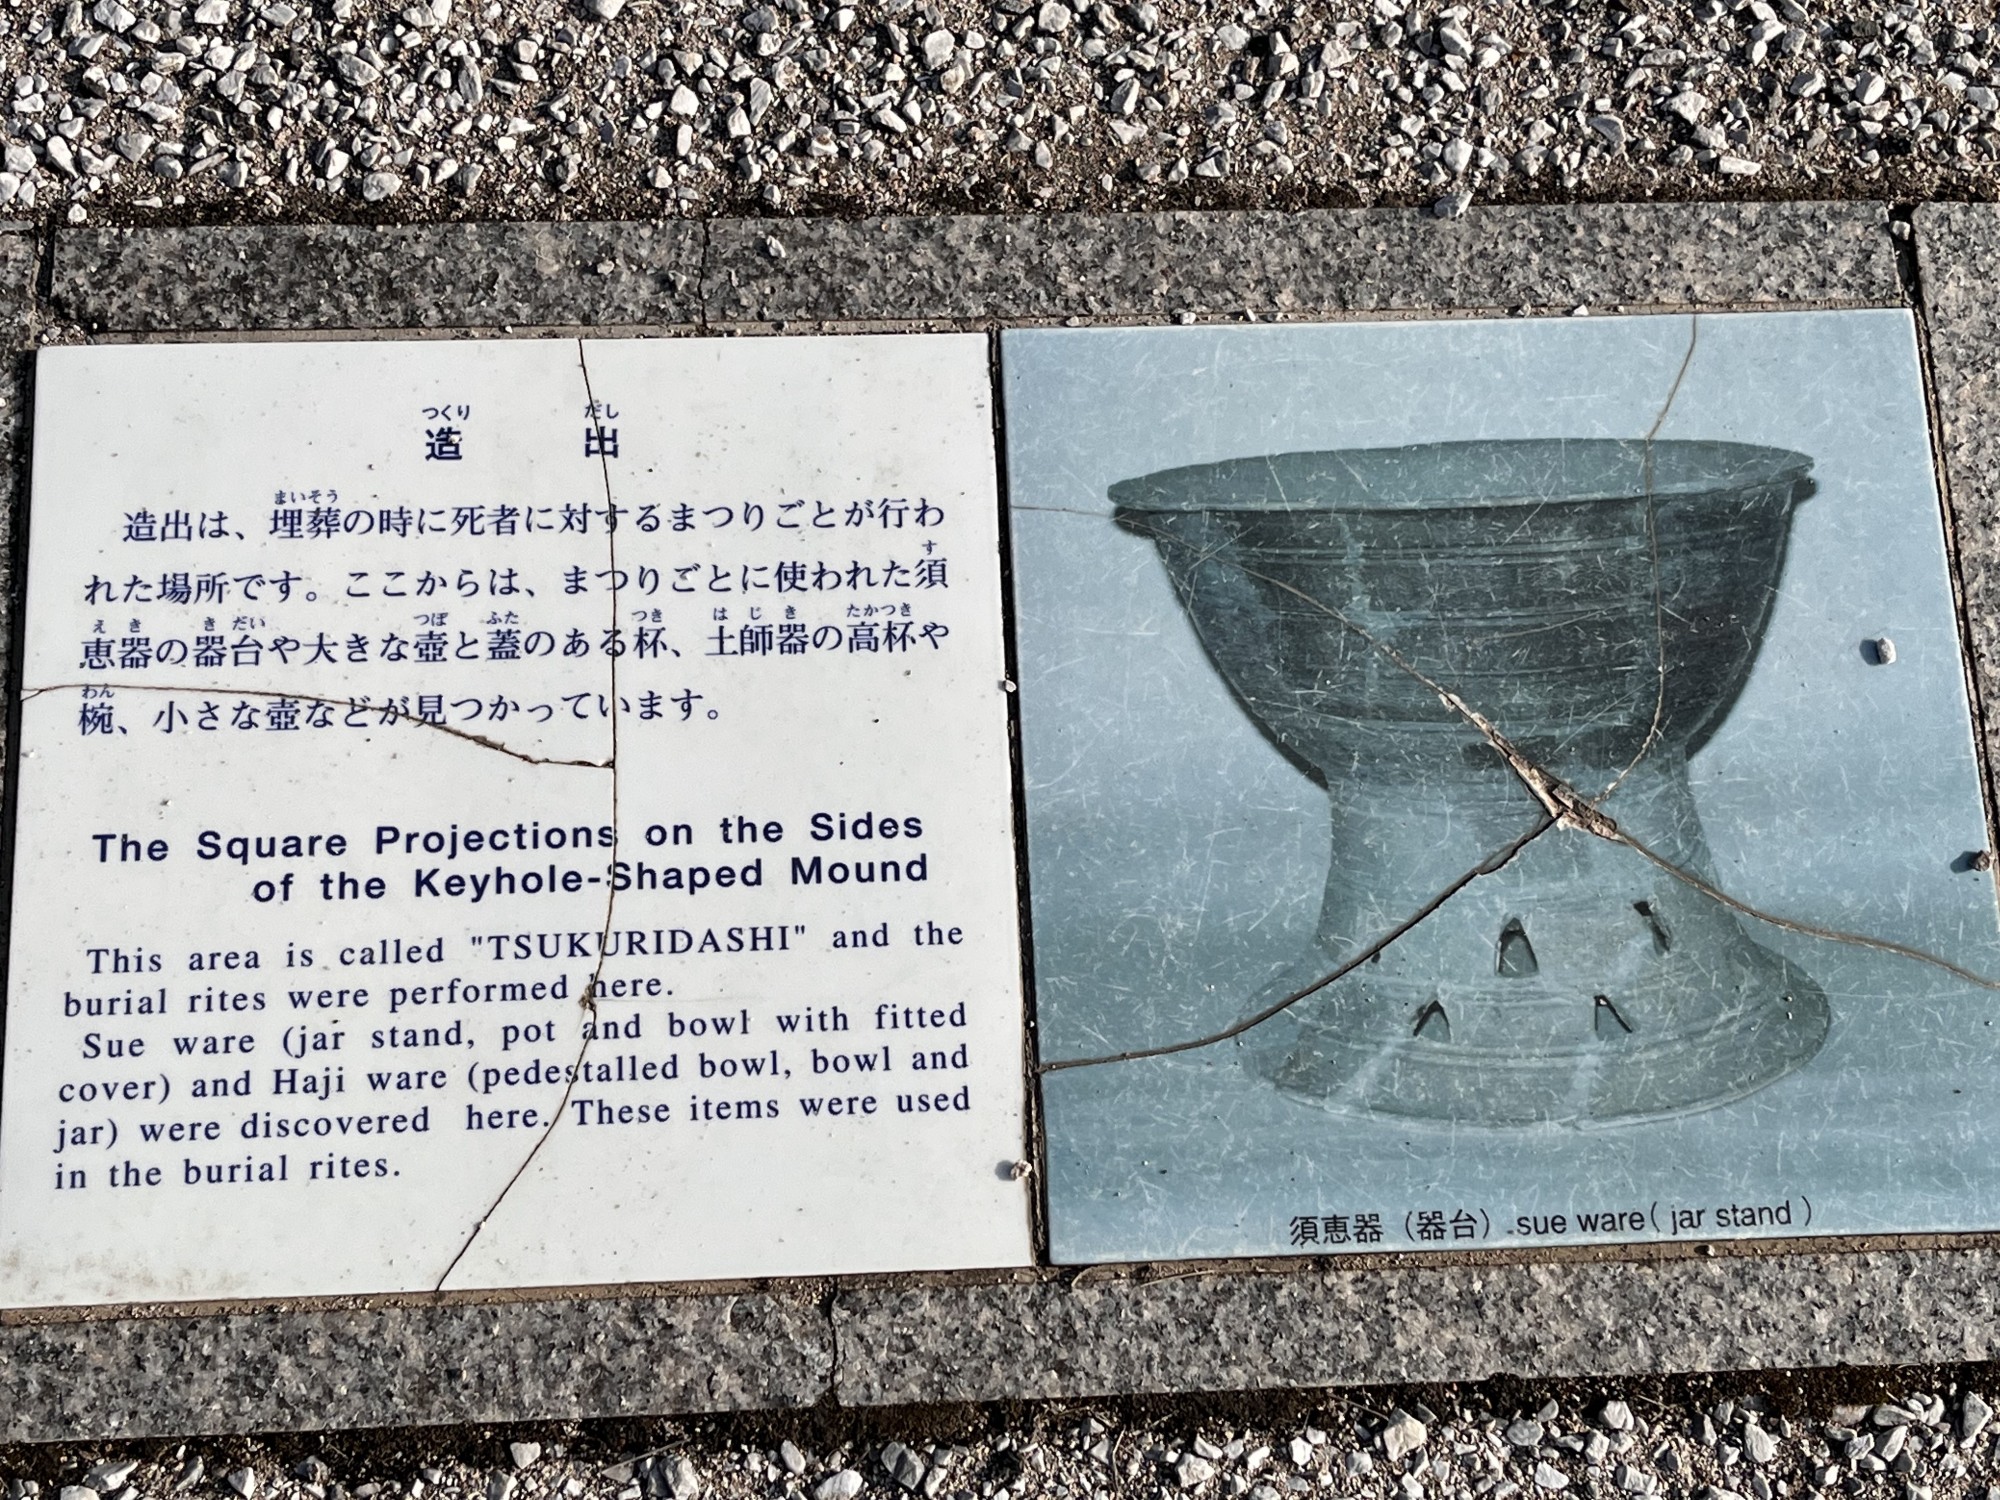 つくり だし
造 出
まいそう
造出は、埋葬の時に死者に対するまつりごとが行わ
す
れた場所です。ここからは、まつりごとに使われた須
えき きだい つぼ ふた つき はじき たかつき
恵器の器台や大きな壺と蓋のある杯、土師器の高杯や
わん
椀、小さな壺などが見つかっています。
The Square Projections on the Sides
of the Keyhole-Shaped Mound
This area is called "TSUKURIDASHI" and the
burial rites were performed here.
Sue ware (jar stand, pot and bowl with fitted
cover) and Haji ware (pedestalled bowl, bowl and
jar) were discovered here. These items were used
in the burial rites.
須恵器（器台） sue ware( jar stand )